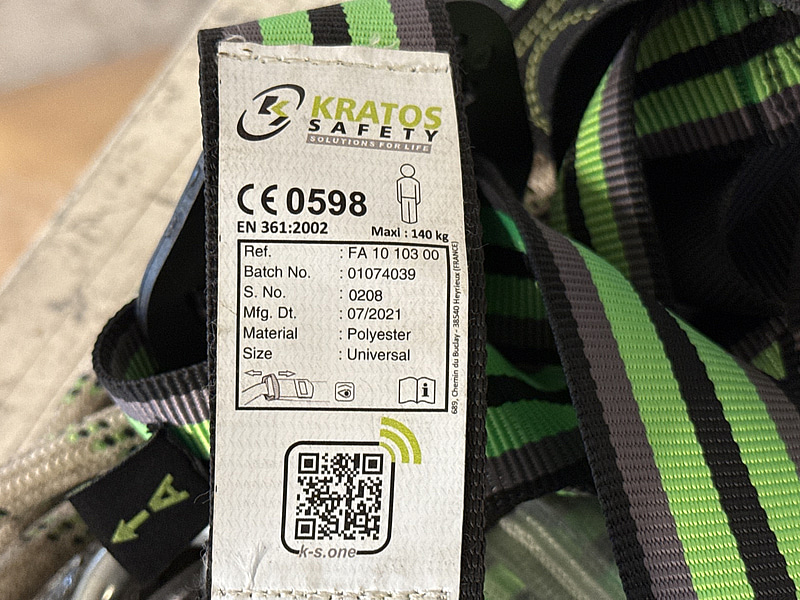 KRATOS
SAFETY
SOLUTIONS FOR LIFE
CE 0598
EN 361:2002
Maxi : 140 kg
Ref. : FA 10 103 00
Batch No. : 01074039
S. No. : 0208
Mfg. Dt. : 07/2021
Material : Polyester
Size : Universal
689, Chemin du Buclay - 38540 Heyrieux (FRANCE)
k-s.one
A